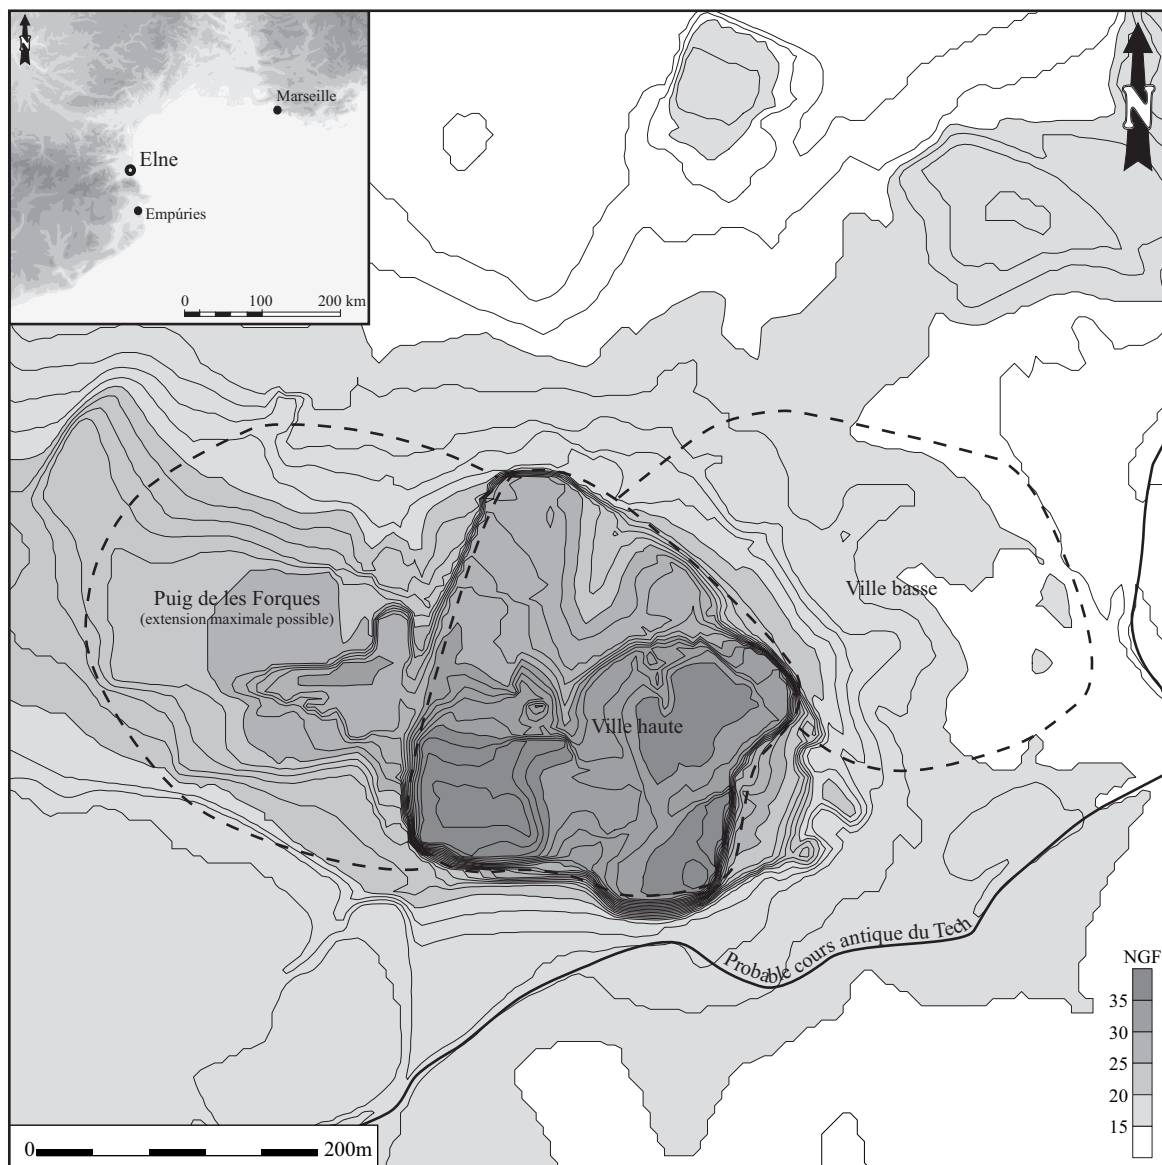 N
Marseille
Elne
Empúries
0 100 200 km
N
Puig de les Forques
(extension maximale possible)
Ville basse
Ville haute
Probable cours antique du Tech
NGF
35
30
25
20
15
0 200m